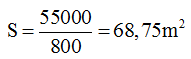 S = 55000/800 = 68,75m²